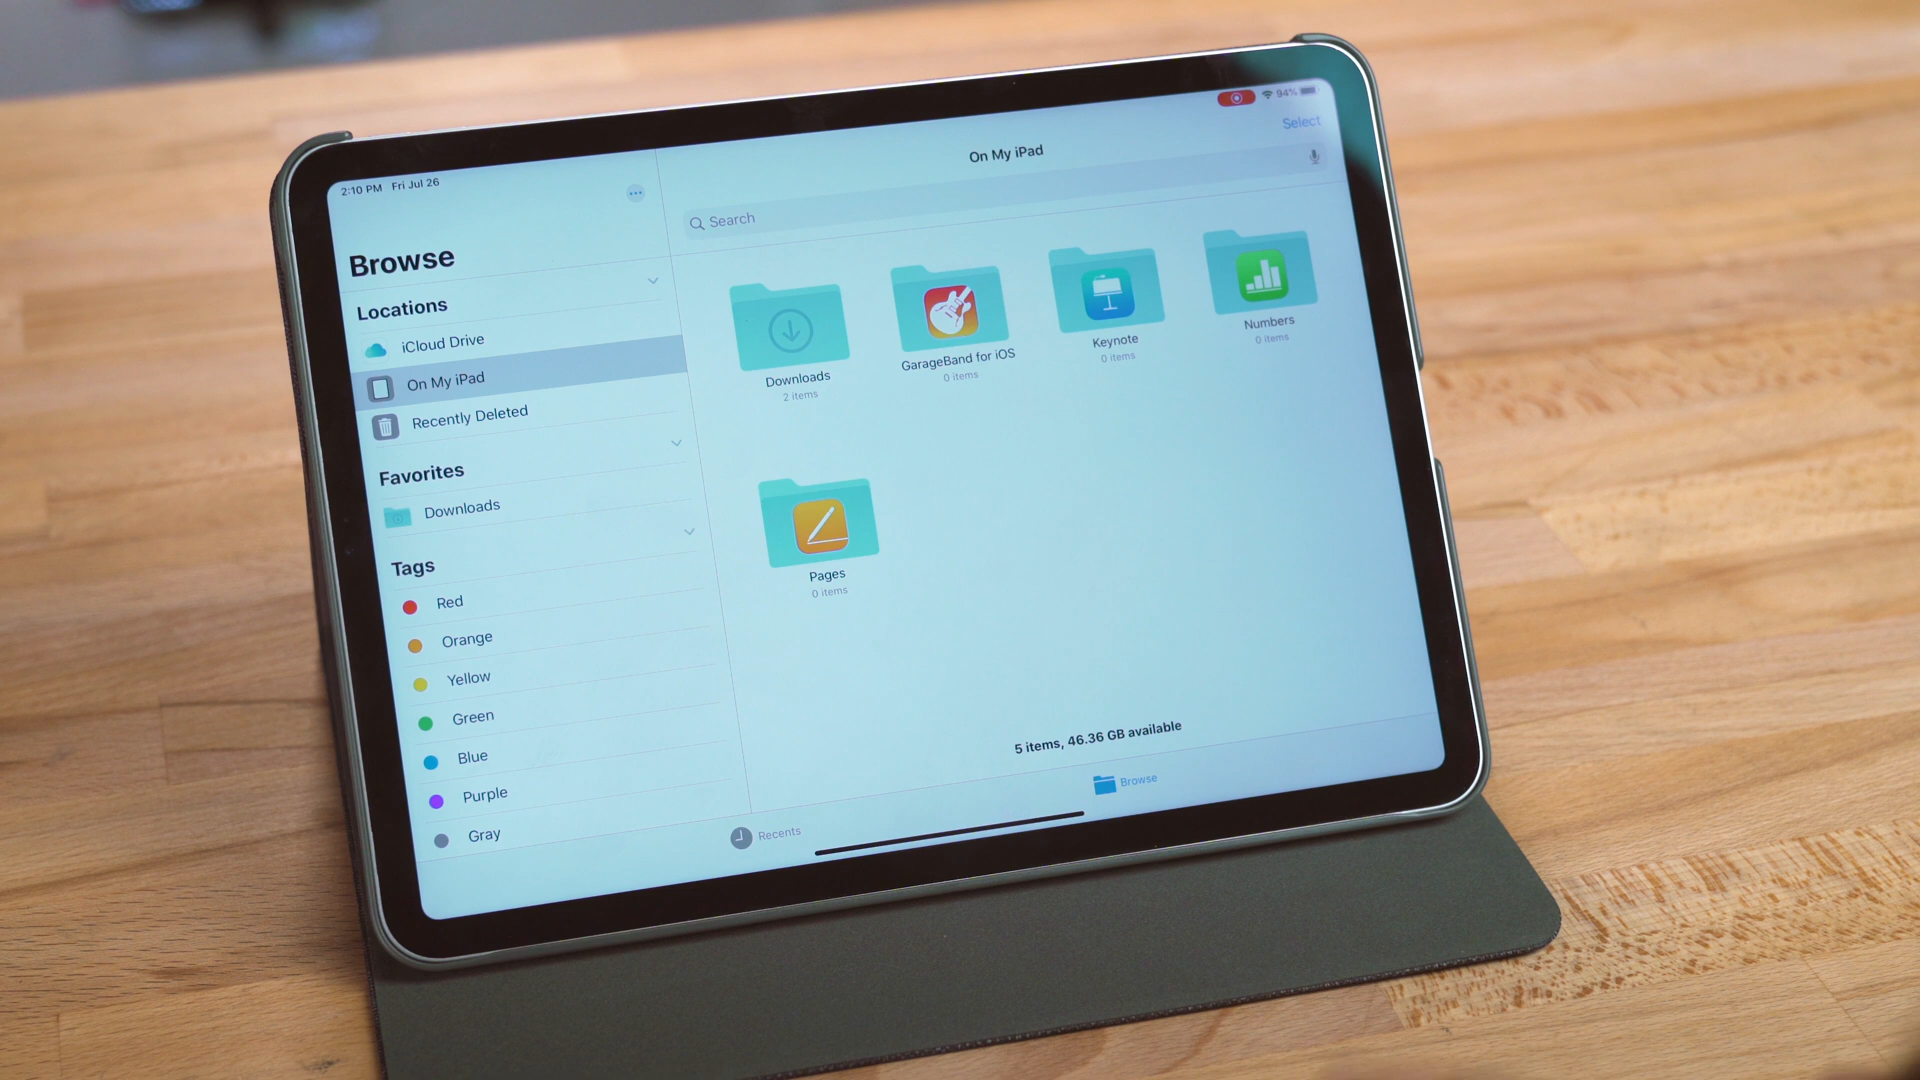 2:10 PM Fri Jul 26
94%
Select
On My iPad
Search
Browse
Locations
iCloud Drive
On My iPad
Recently Deleted
Favorites
Downloads
Tags
Red
Orange
Yellow
Green
Blue
Purple
Gray
Downloads
2 items
GarageBand for iOS
0 items
Keynote
0 items
Numbers
0 items
Pages
0 items
5 items, 46.36 GB available
Recents
Browse